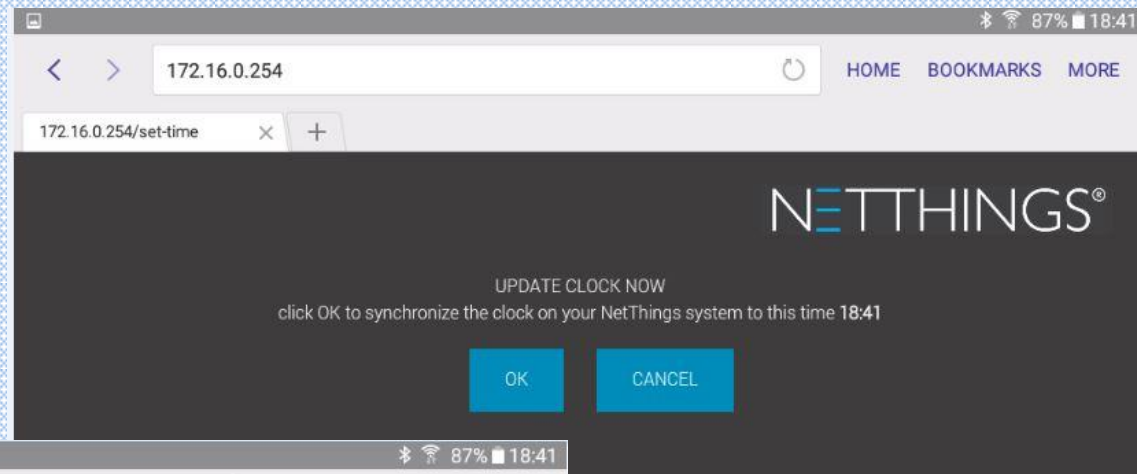 87% 18:41
172.16.0.254 HOME BOOKMARKS MORE
172.16.0.254/set-time
NETTHINGS®
UPDATE CLOCK NOW
click OK to synchronize the clock on your NetThings system to this time 18:41
OK CANCEL
87% 18:41